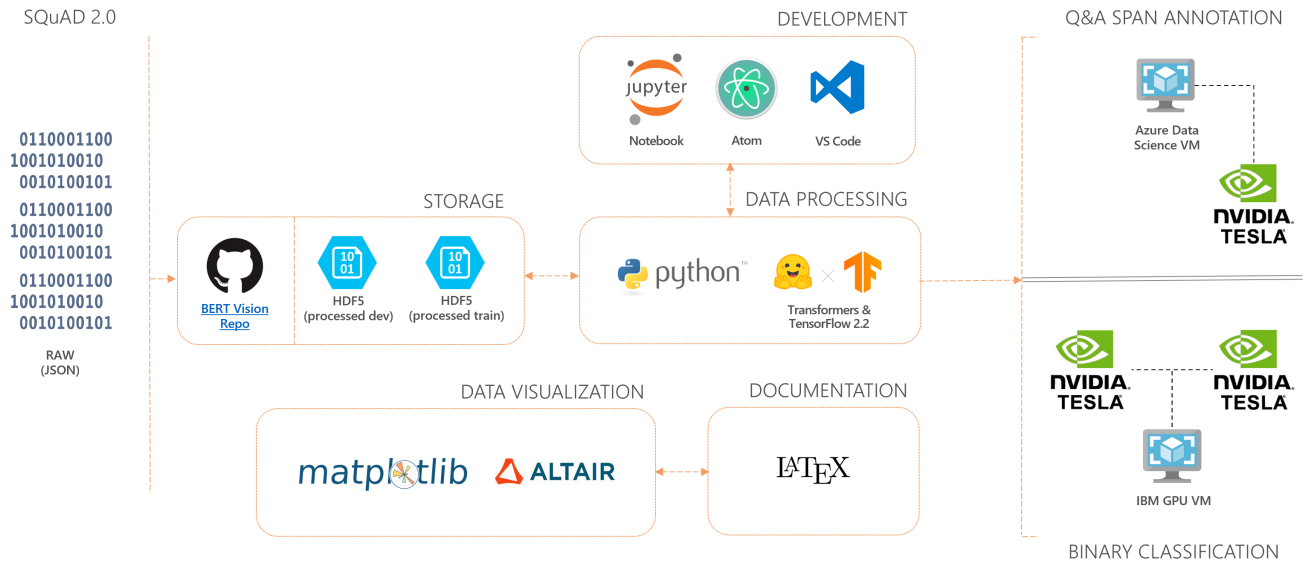 SQuAD 2.0
0110001100
1001010010
0010100101
0110001100
1001010010
0010100101
0110001100
1001010010
0010100101
RAW
(JSON)
STORAGE
BERT Vision
Repo
10
01
HDF5
(processed dev)
10
01
HDF5
(processed train)
DEVELOPMENT
jupyter
Notebook
Atom
VS Code
DATA PROCESSING
python™
Transformers &
TensorFlow 2.2
DATA VISUALIZATION
matplotlib
ALTAIR
DOCUMENTATION
LATEX
Q&A SPAN ANNOTATION
Azure Data
Science VM
NVIDIA.
TESLA
NVIDIA.
TESLA
NVIDIA.
TESLA
IBM GPU VM
BINARY CLASSIFICATION